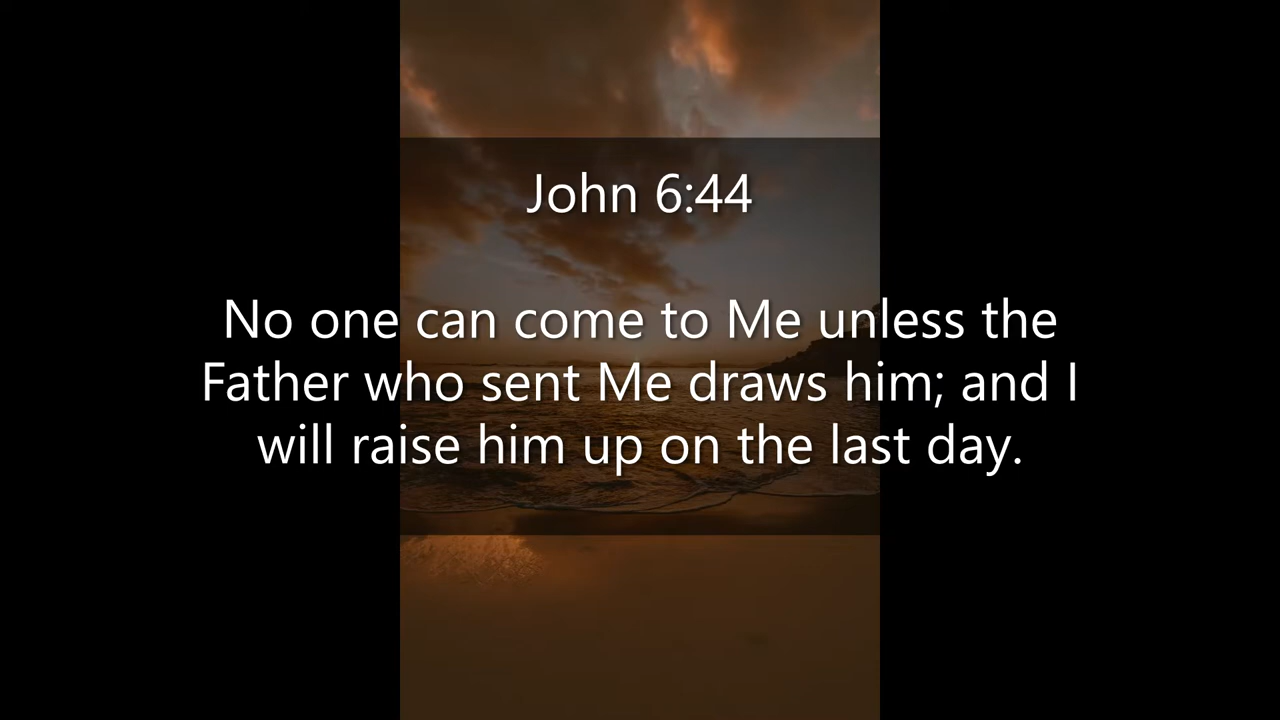 John 6:44
No one can come to Me unless the
Father who sent Me draws him; and I
will raise him up on the last day.